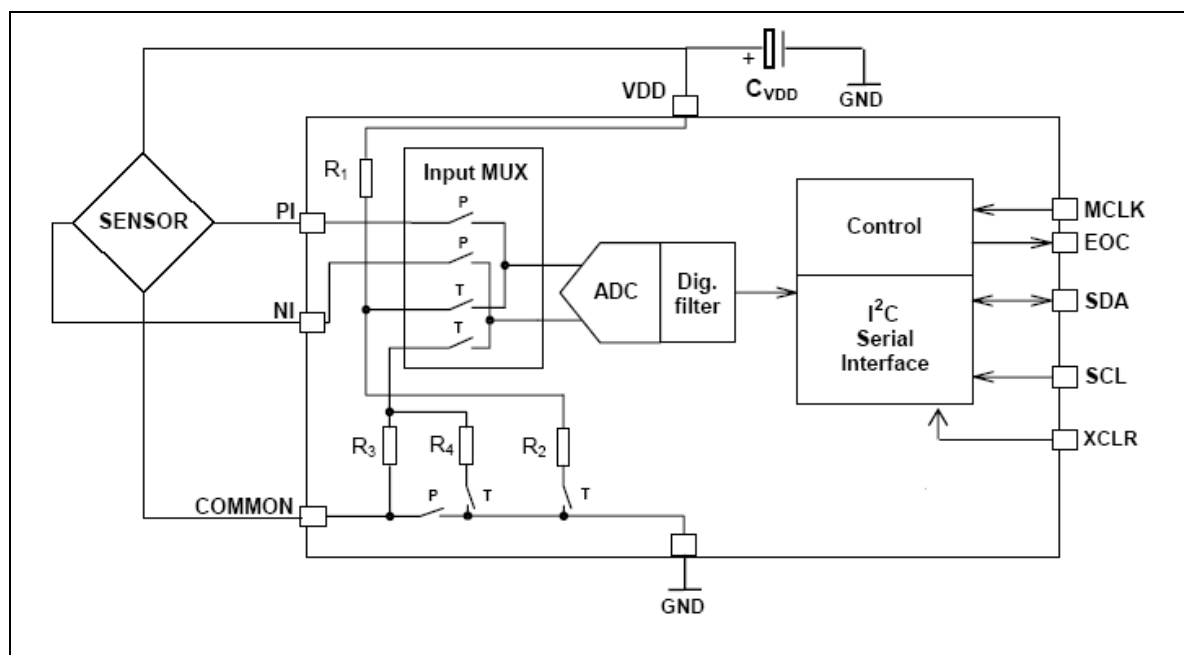 +
C_VDD
GND
VDD
R₁
Input MUX
SENSOR
PI
P
P
NI
T
T
ADC
Dig.
filter
Control
I²C
Serial
Interface
MCLK
EOC
SDA
SCL
XCLR
R₃
R₄
R₂
T
T
P
COMMON
GND